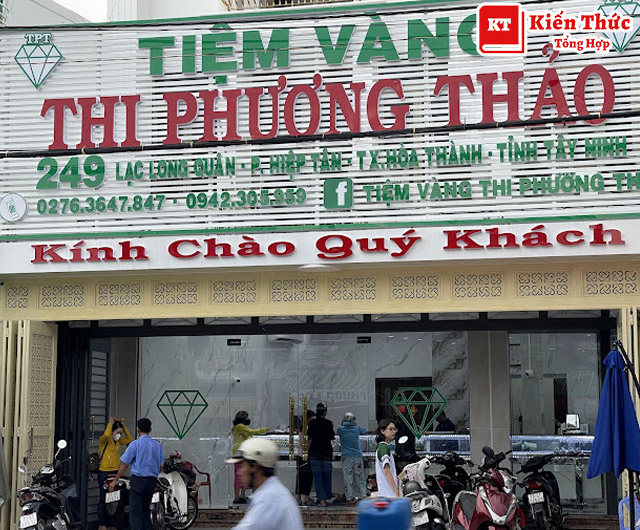 KT Kiến Thức
Tổng Hợp
TPT
TIỆM VÀNG
THI PHƯƠNG THẢO
249 LẠC LONG QUÂN - P. HIỆP TÂN - TX. HÒA THÀNH - TỈNH TÂY NINH
0276.3647.847 - 0942.305.959 f TIỆM VÀNG THI PHƯƠNG TH
Kính Chào Quý Khách